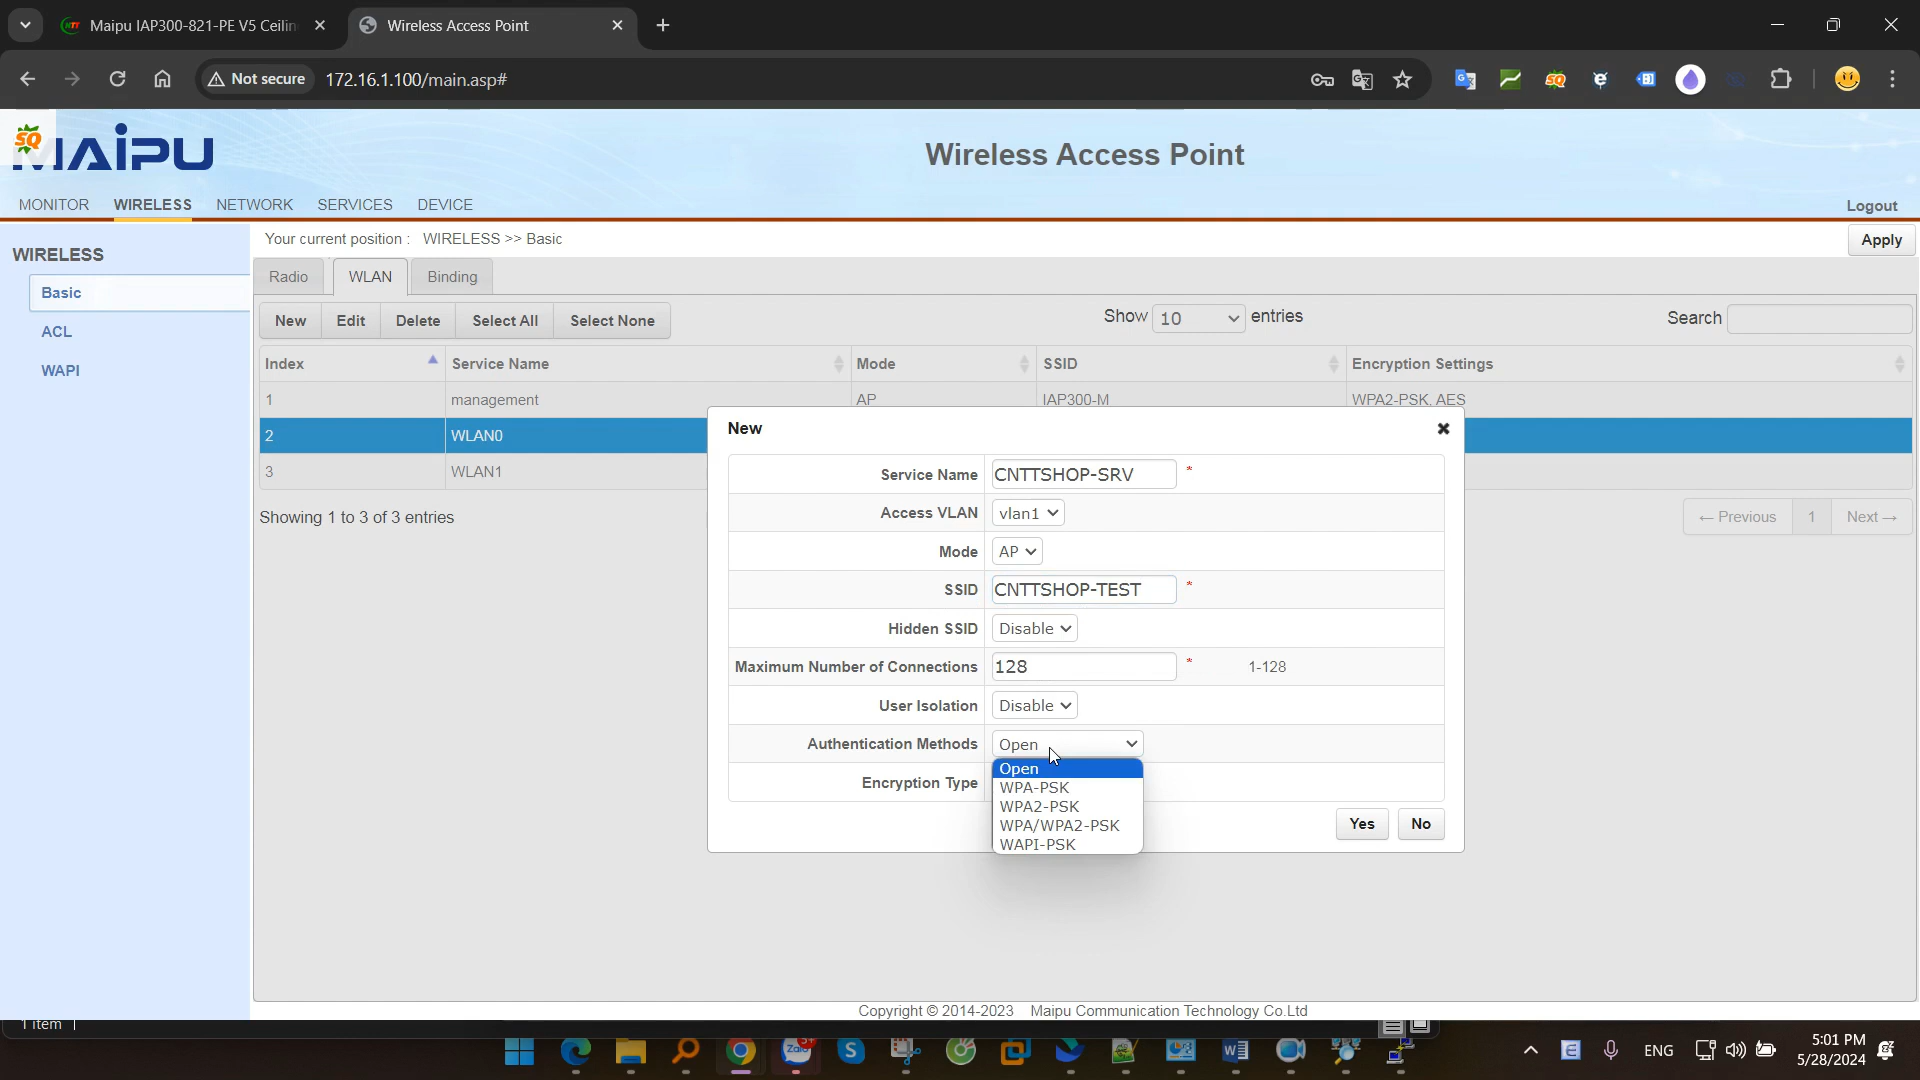 Maipu IAP300-821-PE V5 Ceilin
Wireless Access Point
Not secure
172.16.1.100/main.asp#
SQ
MAIPU
Wireless Access Point
MONITOR WIRELESS NETWORK SERVICES DEVICE
Logout
WIRELESS
Basic
ACL
WAPI
Your current position : WIRELESS >> Basic
Apply
Radio WLAN Binding
New Edit Delete Select All Select None
Show 10 entries
Search
Index Service Name Mode SSID Encryption Settings
1 management AP IAP300-M WPA2-PSK, AES
2 WLAN0
3 WLAN1
Showing 1 to 3 of 3 entries
← Previous 1 Next →
New
Service Name CNTTSHOP-SRV *
Access VLAN vlan1
Mode AP
SSID CNTTSHOP-TEST *
Hidden SSID Disable
Maximum Number of Connections 128 * 1-128
User Isolation Disable
Authentication Methods Open
Open
WPA-PSK
WPA2-PSK
WPA/WPA2-PSK
WAPI-PSK
Encryption Type
Yes No
Copyright © 2014-2023 Maipu Communication Technology Co.Ltd
1 item
Zalo 5+
ENG
5:01 PM
5/28/2024